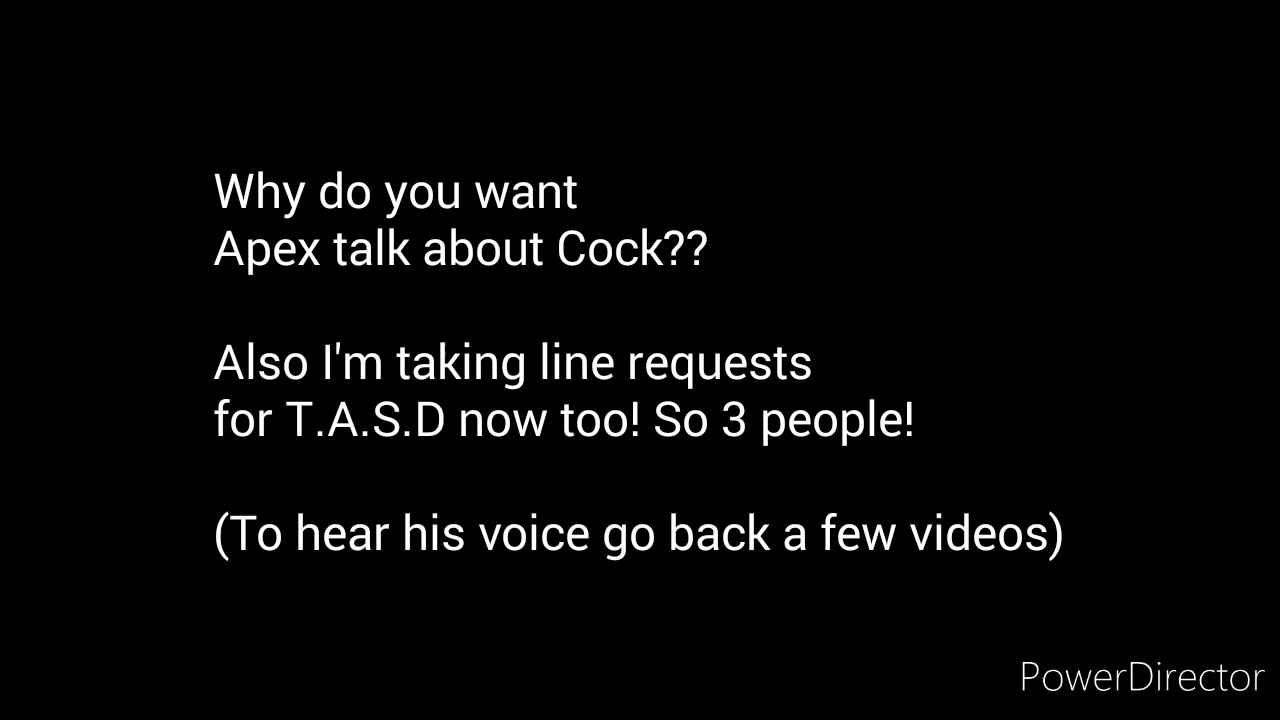 Why do you want
Apex talk about Cock??
Also I'm taking line requests
for T.A.S.D now too! So 3 people!
(To hear his voice go back a few videos)
PowerDirector